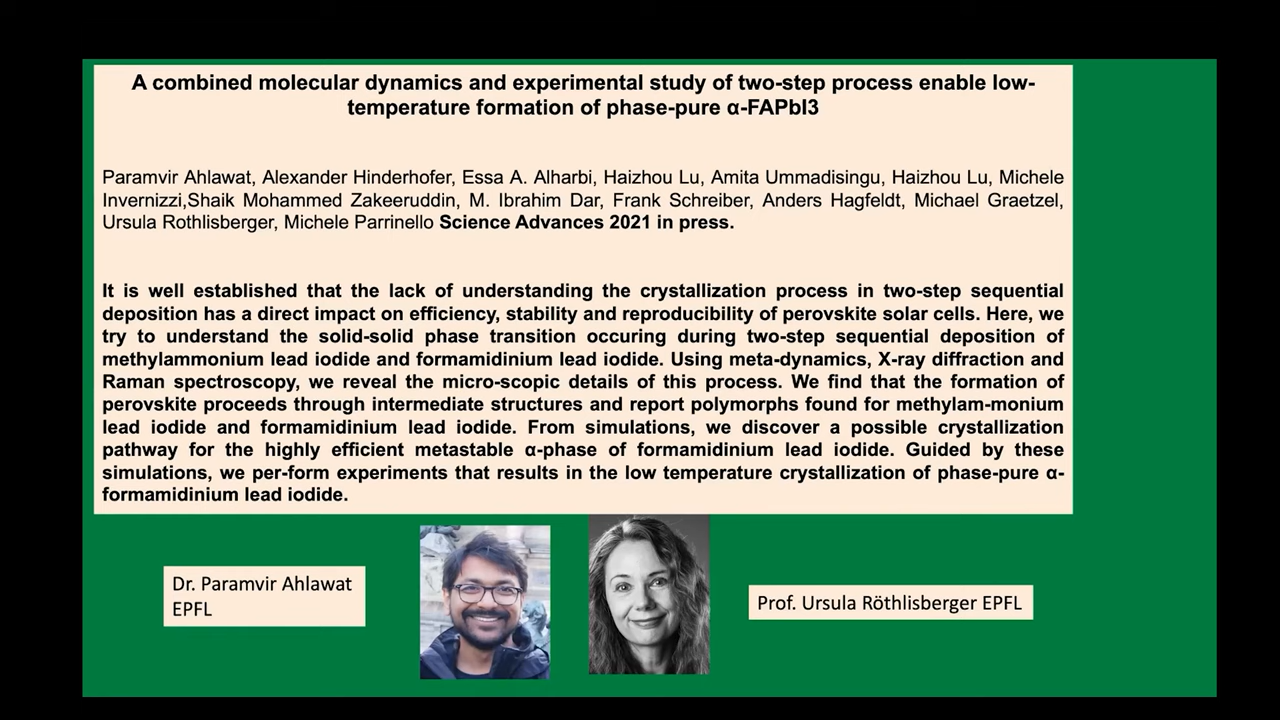 A combined molecular dynamics and experimental study of two-step process enable low-
temperature formation of phase-pure α-FAPbI3
Paramvir Ahlawat, Alexander Hinderhofer, Essa A. Alharbi, Haizhou Lu, Amita Ummadisingu, Haizhou Lu, Michele
Invernizzi,Shaik Mohammed Zakeeruddin, M. Ibrahim Dar, Frank Schreiber, Anders Hagfeldt, Michael Graetzel,
Ursula Rothlisberger, Michele Parrinello Science Advances 2021 in press.
It is well established that the lack of understanding the crystallization process in two-step sequential
deposition has a direct impact on efficiency, stability and reproducibility of perovskite solar cells. Here, we
try to understand the solid-solid phase transition occuring during two-step sequential deposition of
methylammonium lead iodide and formamidinium lead iodide. Using meta-dynamics, X-ray diffraction and
Raman spectroscopy, we reveal the micro-scopic details of this process. We find that the formation of
perovskite proceeds through intermediate structures and report polymorphs found for methylam-monium
lead iodide and formamidinium lead iodide. From simulations, we discover a possible crystallization
pathway for the highly efficient metastable α-phase of formamidinium lead iodide. Guided by these
simulations, we per-form experiments that results in the low temperature crystallization of phase-pure α-
formamidinium lead iodide.
Dr. Paramvir Ahlawat
EPFL
Prof. Ursula Röthlisberger EPFL